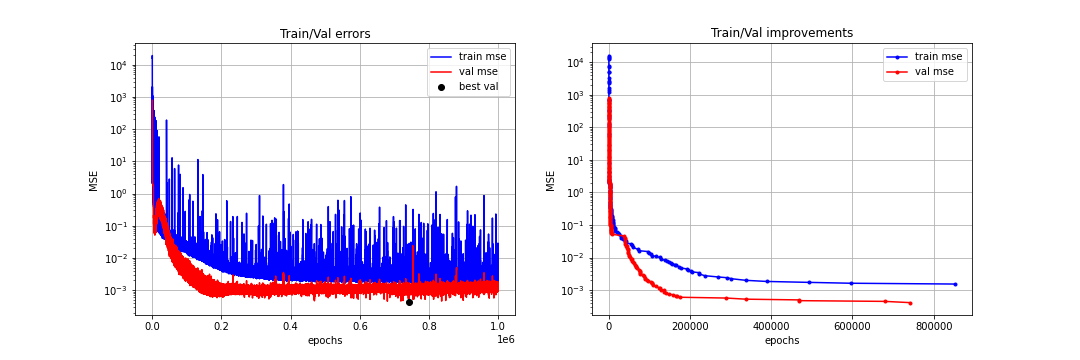 Train/Val errors
MSE
10⁴
10³
10²
10¹
10⁰
10⁻¹
10⁻²
10⁻³
train mse
val mse
best val
0.0
0.2
0.4
0.6
0.8
1.0
1e6
epochs
Train/Val improvements
MSE
10⁴
10³
10²
10¹
10⁰
10⁻¹
10⁻²
10⁻³
train mse
val mse
0
200000
400000
600000
800000
epochs